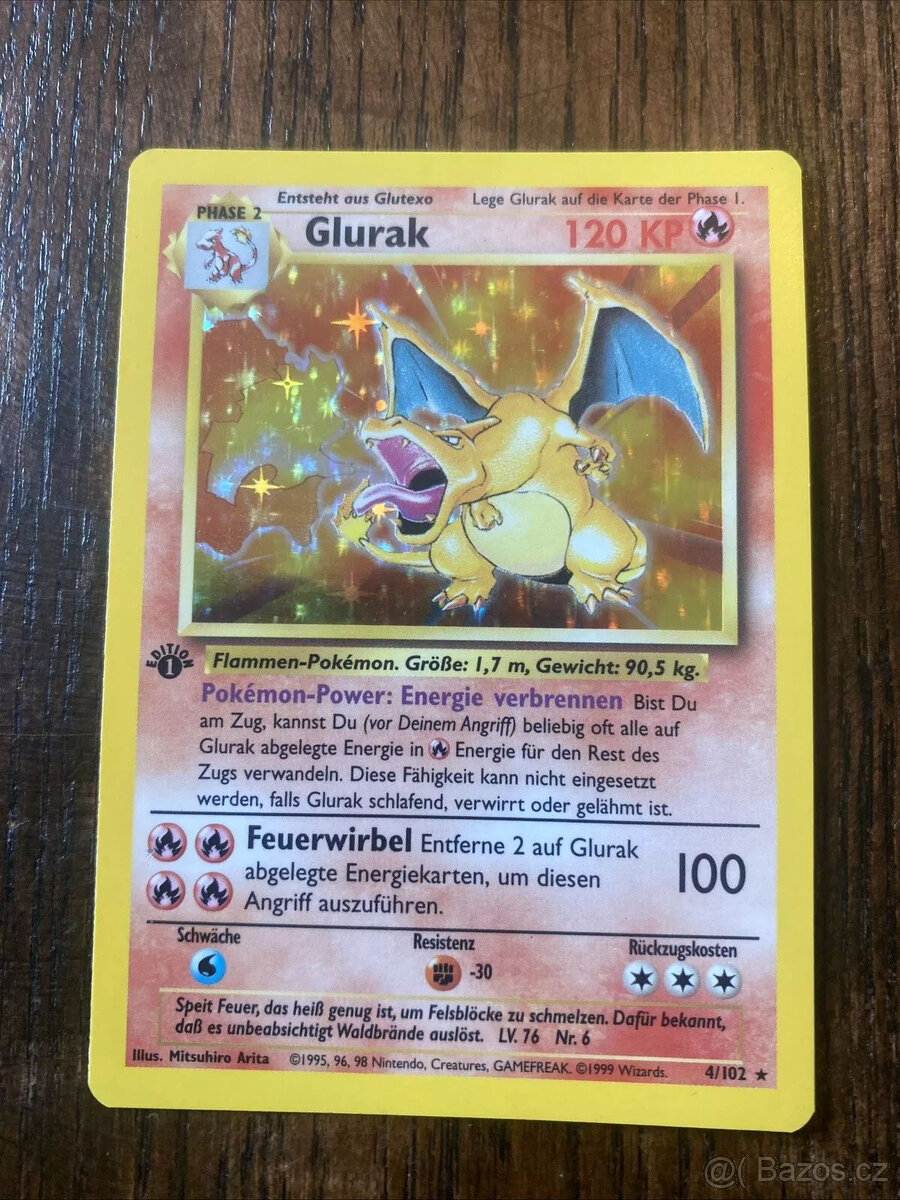 Entsteht aus Glutexo Lege Glurak auf die Karte der Phase 1.
PHASE 2
Glurak 120 KP
EDITION 1
Flammen-Pokémon. Größe: 1,7 m, Gewicht: 90,5 kg.
Pokémon-Power: Energie verbrennen Bist Du
am Zug, kannst Du (vor Deinem Angriff) beliebig oft alle auf
Glurak abgelegte Energie in Energie für den Rest des
Zugs verwandeln. Diese Fähigkeit kann nicht eingesetzt
werden, falls Glurak schlafend, verwirrt oder gelähmt ist.
Feuerwirbel Entferne 2 auf Glurak
abgelegte Energiekarten, um diesen
Angriff auszuführen.
100
Schwäche Resistenz Rückzugskosten
-30
Speit Feuer, das heiß genug ist, um Felsblöcke zu schmelzen. Dafür bekannt,
daß es unbeabsichtigt Waldbrände auslöst. LV. 76 Nr. 6
Illus. Mitsuhiro Arita ©1995, 96, 98 Nintendo, Creatures, GAMEFREAK. ©1999 Wizards. 4/102 ★
@( Bazos.cz